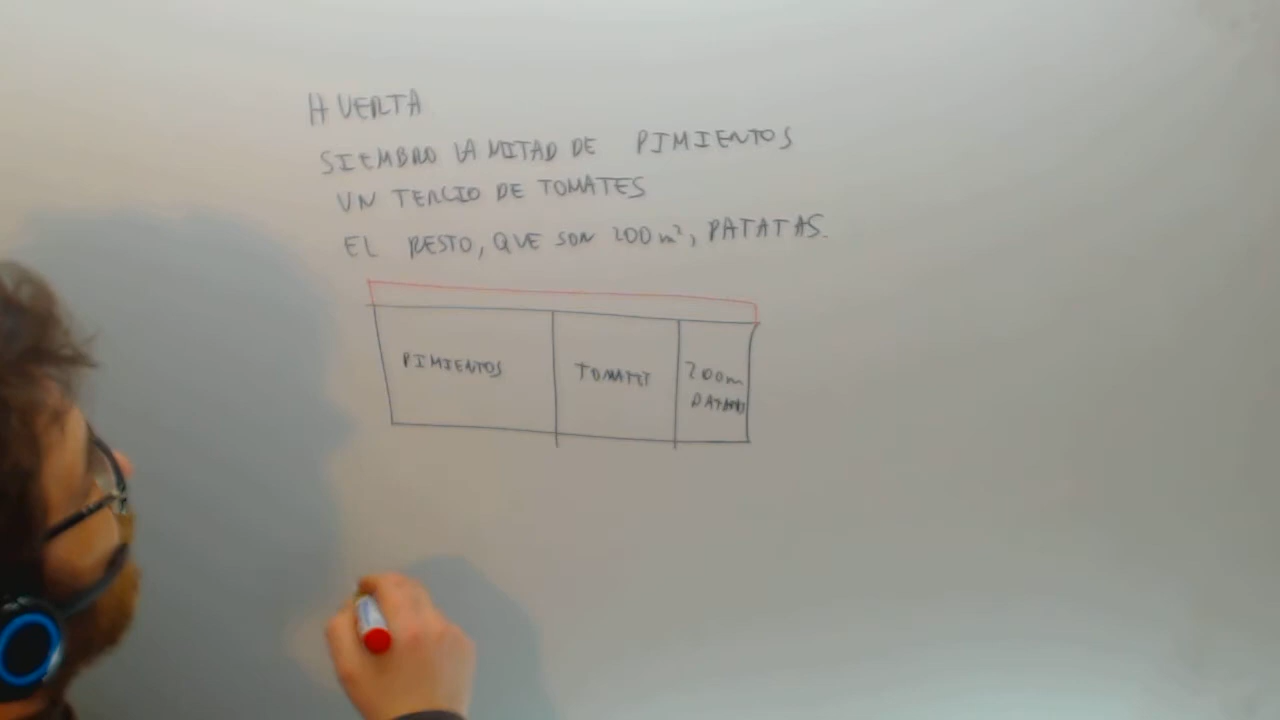 HUERTA
SIEMBRO LA MITAD DE PIMIENTOS
UN TERCIO DE TOMATES
EL RESTO, QUE SON 200 m², PATATAS.
PIMIENTOS
TOMATES
200m
PATATAS